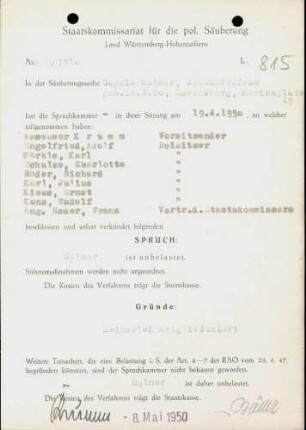 Staatskommissariat für die pol. Säuberung
Land Württemberg-Hohenzollern
815
In der Säuberungssache
hat die Spruchkammer - in ihrer Sitzung am 19.4.1950, an welcher
teilgenommen haben:
Assessor Krumm Vorsitzender
Engelfried, Adolf Beisitzer
Märkle, Karl "
Schulze, Charlotte "
Bäder, Richard "
Karl, Julius "
Kiess, Ernst "
Konz, Rudolf "
Ang. Bauer, Franz Vertr.d.Staatskommissars
beschlossen und sofort verkündet folgenden
SPRUCH:
ist unbelastet.
Sühnemaßnahmen werden nicht angeordnet.
Die Kosten des Verfahrens trägt die Staatskasse.
Gründe:
Weitere Tatsachen, die eine Belastung i. S. der Art. 4-7 der RAO vom 26. 4. 47
begründen könnten, sind der Spruchkammer nicht bekannt geworden.
ist daher unbelastet.
Die Kosten des Verfahrens trägt die Staatskasse.
-8. Mai 1950